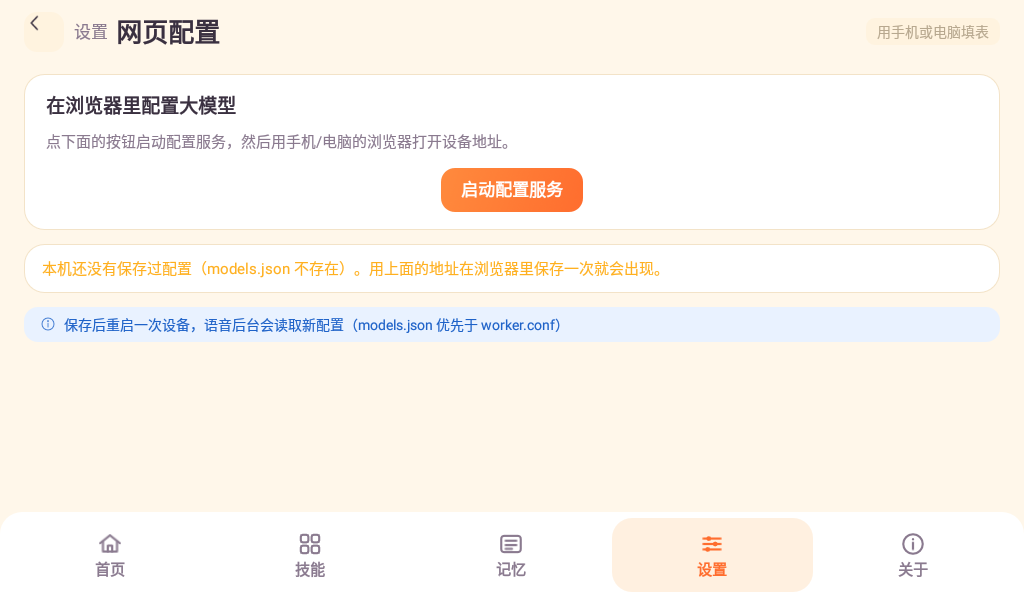 设置 网页配置
用手机或电脑填表
在浏览器里配置大模型
点下面的按钮启动配置服务，然后用手机/电脑的浏览器打开设备地址。
启动配置服务
本机还没有保存过配置（models.json 不存在）。用上面的地址在浏览器里保存一次就会出现。
保存后重启一次设备，语音后台会读取新配置（models.json 优先于 worker.conf）
首页
技能
记忆
设置
关于